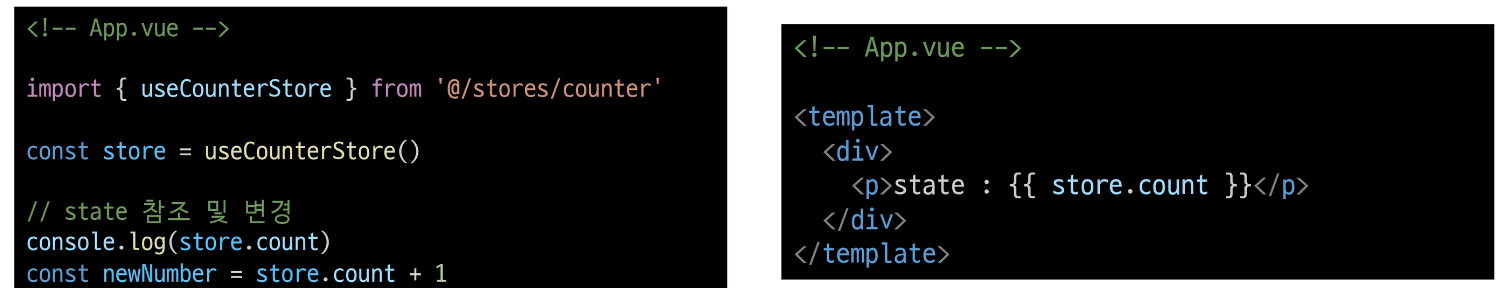 <!-- App.vue -->
import { useCounterStore } from '@/stores/counter'
const store = useCounterStore()
// state 참조 및 변경
console.log(store.count)
const newNumber = store.count + 1
<!-- App.vue -->
<template>
  <div>
    <p>state : {{ store.count }}</p>
  </div>
</template>